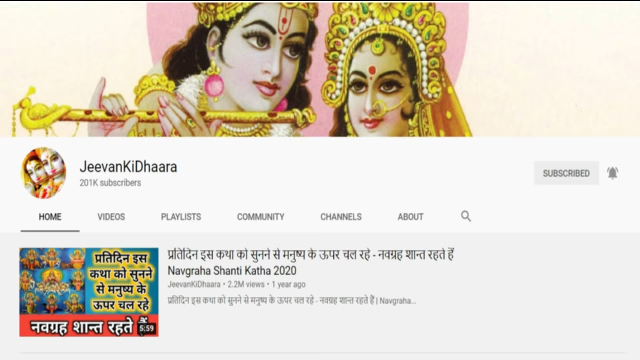 JeevanKiDhaara
201K subscribers
SUBSCRIBED
HOME VIDEOS PLAYLISTS COMMUNITY CHANNELS ABOUT
प्रतिदिन इस
कथा को सुनने
से मनुष्य के
ऊपर चल रहे
नवग्रह शान्त रहते हैं
5:59
प्रतिदिन इस कथा को सुनने से मनुष्य के ऊपर चल रहे - नवग्रह शान्त रहते हैं
Navgraha Shanti Katha 2020
JeevanKiDhaara • 2.2M views • 1 year ago
प्रतिदिन इस कथा को सुनने से मनुष्य के ऊपर चल रहे - नवग्रह शान्त रहते हैं | Navgraha...